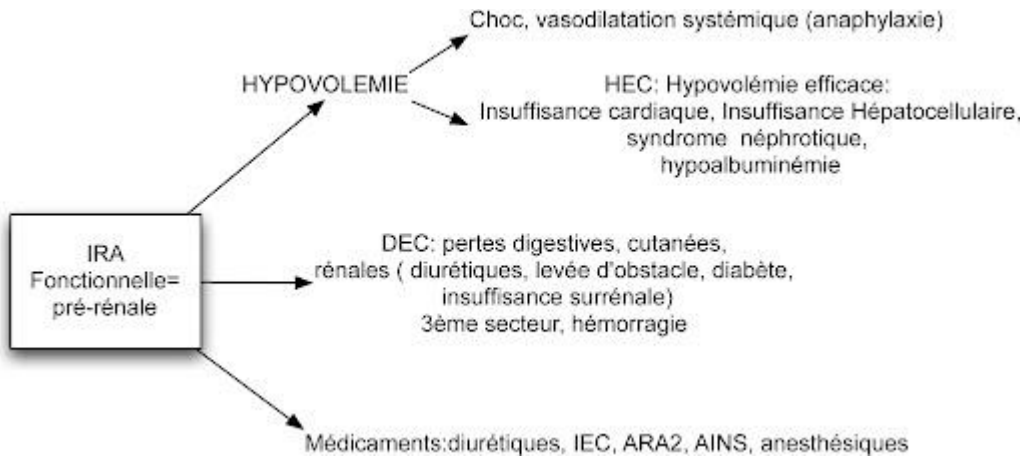 Choc, vasodilatation systémique (anaphylaxie)
HYPOVOLEMIE
HEC: Hypovolémie efficace:
Insuffisance cardiaque, Insuffisance Hépatocellulaire,
syndrome néphrotique,
hypoalbuminémie
IRA
Fonctionnelle=
pré-rénale
DEC: pertes digestives, cutanées,
rénales ( diurétiques, levée d'obstacle, diabète,
insuffisance surrénale)
3ème secteur, hémorragie
Médicaments:diurétiques, IEC, ARA2, AINS, anesthésiques